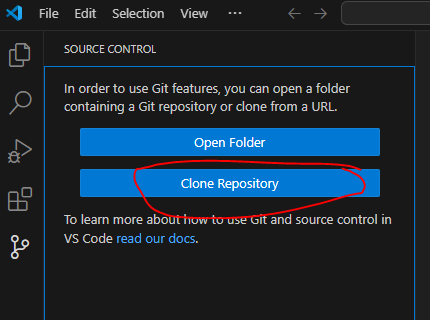 File Edit Selection View ···
SOURCE CONTROL
In order to use Git features, you can open a folder
containing a Git repository or clone from a URL.
Open Folder
Clone Repository
To learn more about how to use Git and source control in
VS Code read our docs.